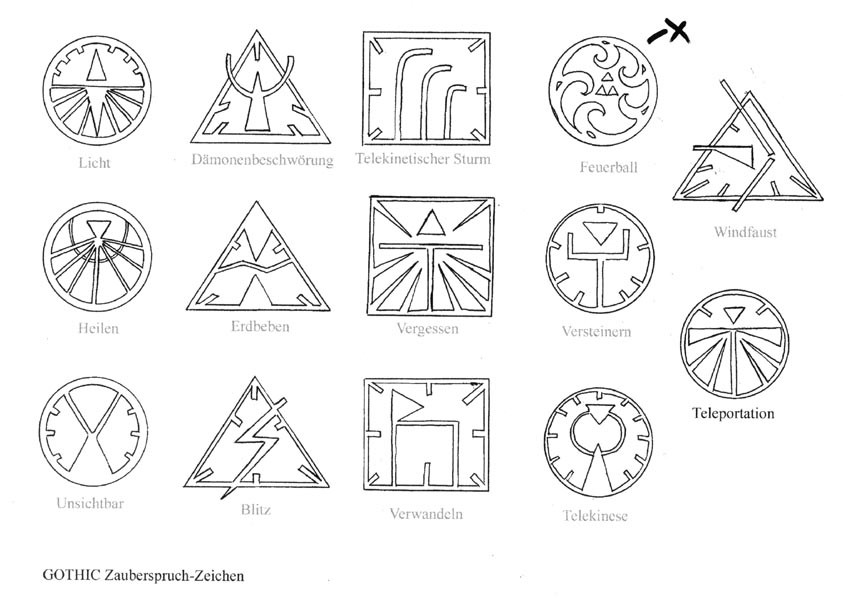 Licht
Dämonenbeschwörung
Telekinetischer Sturm
Feuerball
Windfaust
Heilen
Erdbeben
Vergessen
Versteinern
Teleportation
Unsichtbar
Blitz
Verwandeln
Telekinese
GOTHIC Zauberspruch-Zeichen